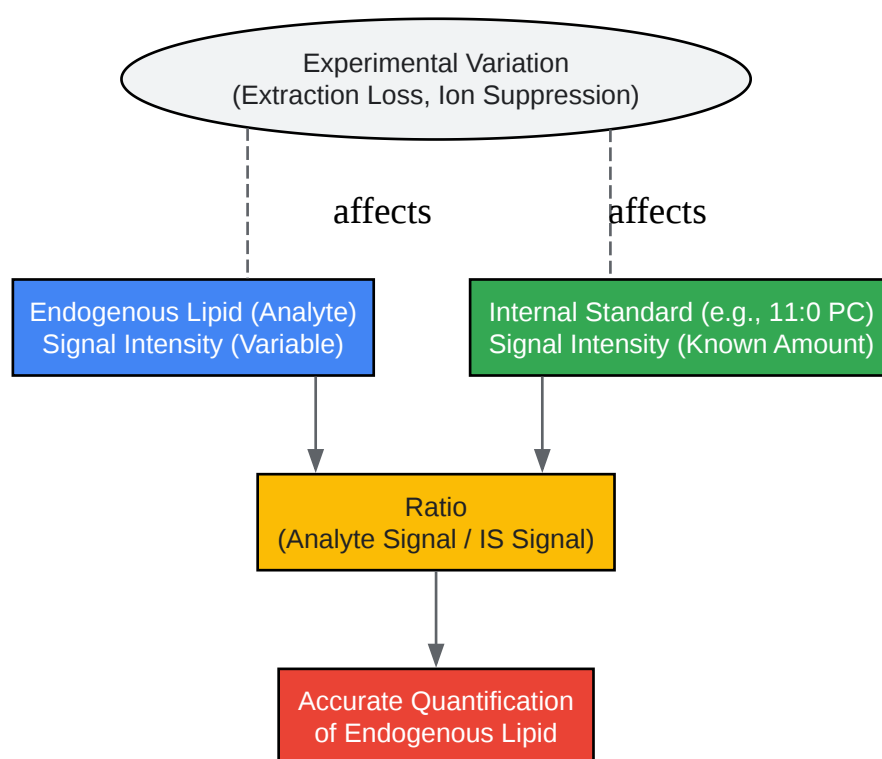 Experimental Variation
(Extraction Loss, Ion Suppression)
affects
affects
Endogenous Lipid (Analyte)
Signal Intensity (Variable)
Internal Standard (e.g., 11:0 PC)
Signal Intensity (Known Amount)
Ratio
(Analyte Signal / IS Signal)
Accurate Quantification
of Endogenous Lipid